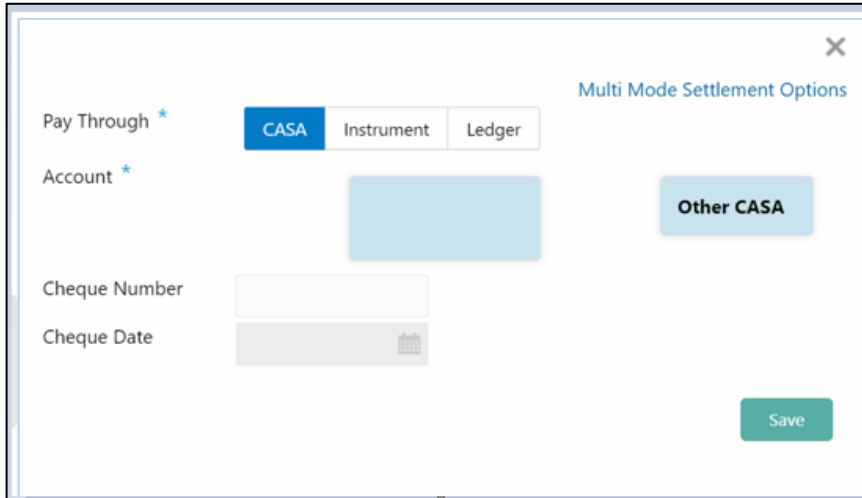 Multi Mode Settlement Options
Pay Through *
CASA Instrument Ledger
Account *
Other CASA
Cheque Number
Cheque Date
Save